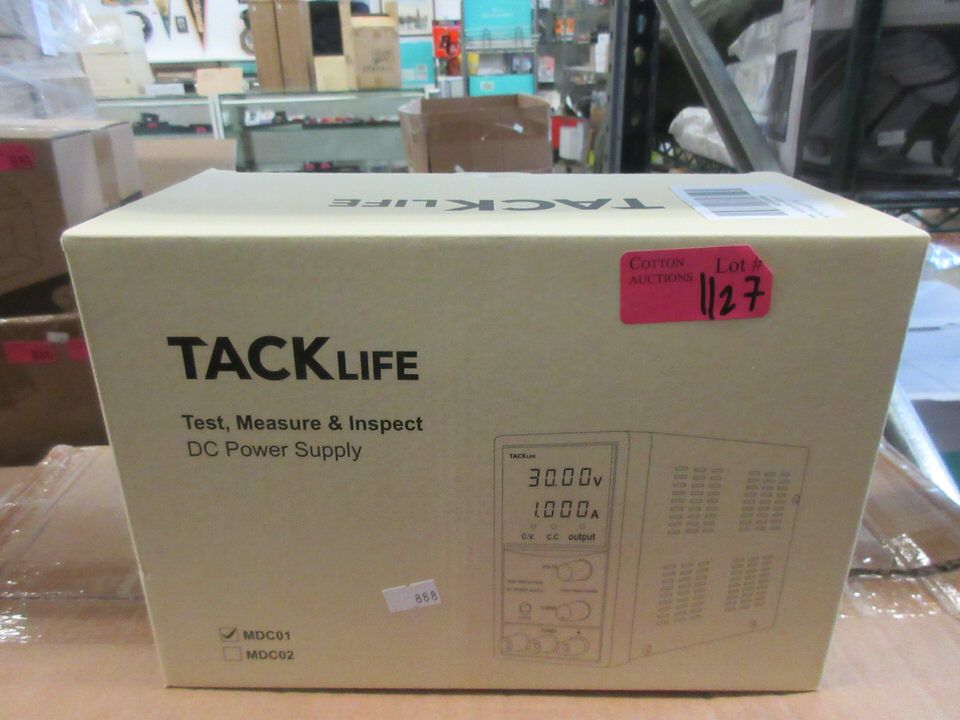 TACKLIFE
COTTON
AUCTIONS
Lot #
1127
TACKLIFE
Test, Measure & Inspect
DC Power Supply
TACKLIFE
30.00V
1.000A
C.V. C.C. output
888
MDC01
MDC02